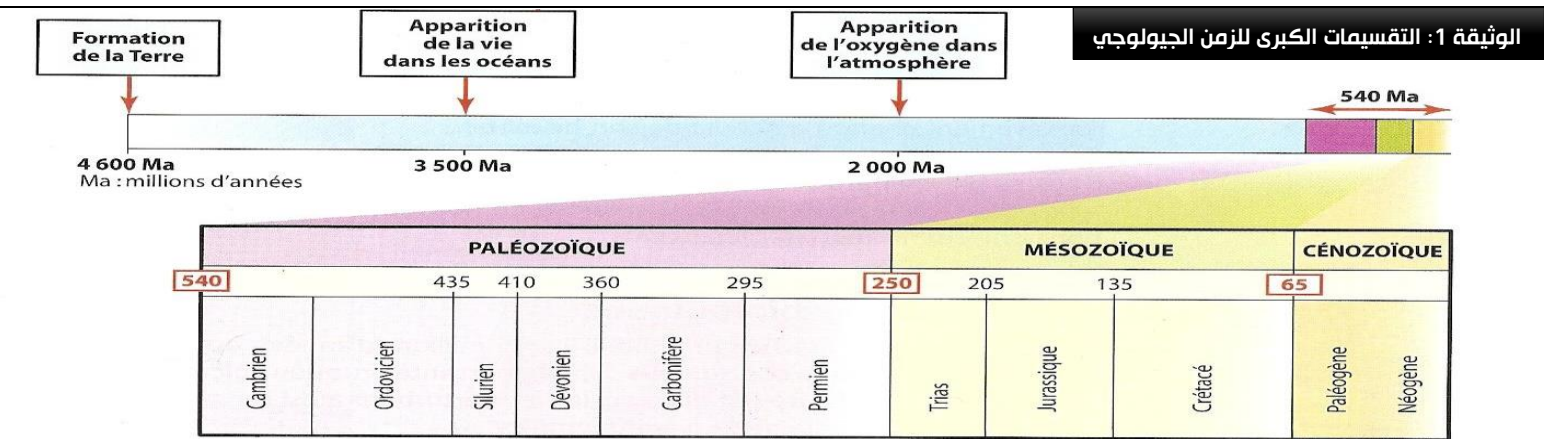 الوثيقة 1: التقسيمات الكبرى للزمن الجيولوجي
Formation
de la Terre
Apparition
de la vie
dans les océans
Apparition
de l'oxygène dans
l'atmosphère
540 Ma
4 600 Ma
3 500 Ma
2 000 Ma
Ma : millions d'années
PALÉOZOÏQUE
MÉSOZOÏQUE
CÉNOZOÏQUE
540
435
410
360
295
250
205
135
65
Cambrien
Ordovicien
Silurien
Dévonien
Carbonifère
Permien
Trias
Jurassique
Crétacé
Paléogène
Néogène